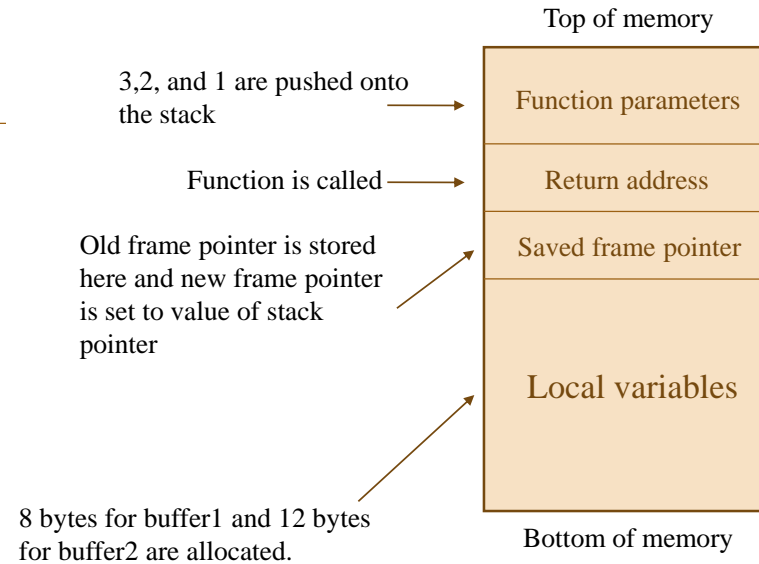 Top of memory
3,2, and 1 are pushed onto
the stack
Function parameters
Function is called
Return address
Old frame pointer is stored
here and new frame pointer
is set to value of stack
pointer
Saved frame pointer
Local variables
8 bytes for buffer1 and 12 bytes
for buffer2 are allocated.
Bottom of memory